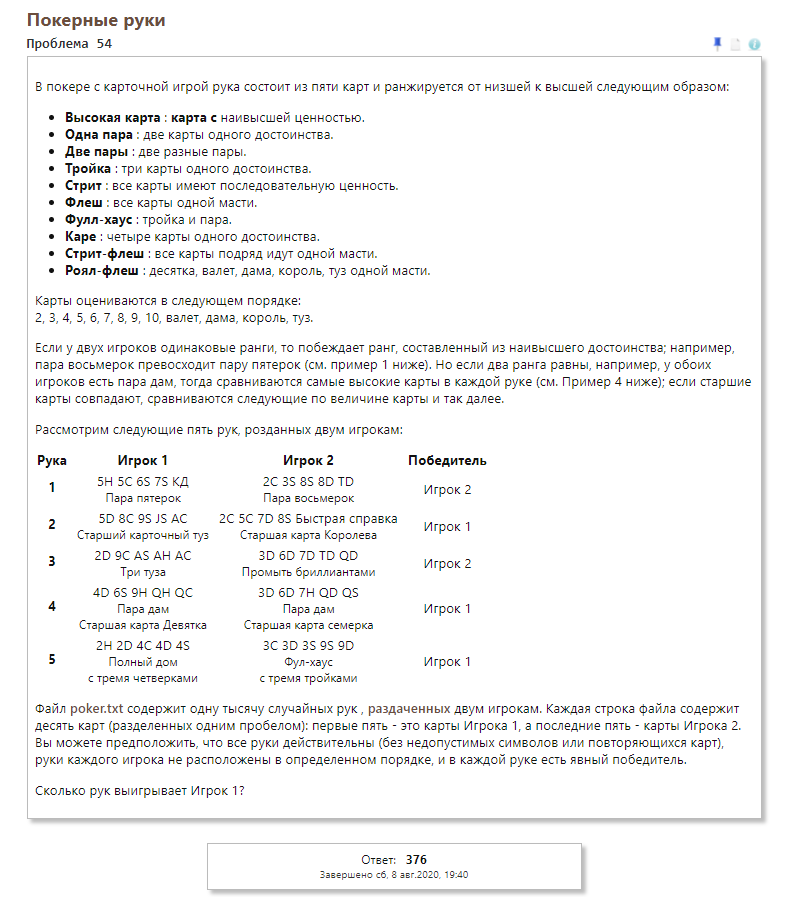 Покерные руки
Проблема 54
В покере с карточной игрой рука состоит из пяти карт и ранжируется от низшей к высшей следующим образом:
Высокая карта : карта с наивысшей ценностью.
Одна пара : две карты одного достоинства.
Две пары : две разные пары.
Тройка : три карты одного достоинства.
Стрит : все карты имеют последовательную ценность.
Флеш : все карты одной масти.
Фулл-хаус : тройка и пара.
Каре : четыре карты одного достоинства.
Стрит-флеш : все карты подряд идут одной масти.
Роял-флеш : десятка, валет, дама, король, туз одной масти.
Карты оцениваются в следующем порядке:
2, 3, 4, 5, 6, 7, 8, 9, 10, валет, дама, король, туз.
Если у двух игроков одинаковые ранги, то побеждает ранг, составленный из наивысшего достоинства; например,
пара восьмерок превосходит пару пятерок (см. пример 1 ниже). Но если два ранга равны, например, у обоих
игроков есть пара дам, тогда сравниваются самые высокие карты в каждой руке (см. Пример 4 ниже); если старшие
карты совпадают, сравниваются следующие по величине карты и так далее.
Рассмотрим следующие пять рук, розданных двум игрокам:
Рука Игрок 1 Игрок 2 Победитель
1 5H 5C 6S 7S КД 2C 3S 8S 8D TD Игрок 2
Пара пятерок Пара восьмерок
2 5D 8C 9S JS AC 2C 5C 7D 8S Быстрая справка Игрок 1
Старший карточный туз Старшая карта Королева
3 2D 9C AS AH AC 3D 6D 7D TD QD Игрок 2
Три туза Промыть бриллиантами
4 4D 6S 9H QH QC 3D 6D 7H QD QS Игрок 1
Пара дам Пара дам
Старшая карта Девятка Старшая карта семерка
5 2H 2D 4C 4D 4S 3C 3D 3S 9S 9D Игрок 1
Полный дом Фул-хаус
с тремя четверками с тремя тройками
Файл poker.txt содержит одну тысячу случайных рук , раздаченных двум игрокам. Каждая строка файла содержит
десять карт (разделенных одним пробелом): первые пять - это карты Игрока 1, а последние пять - карты Игрока 2.
Вы можете предположить, что все руки действительны (без недопустимых символов или повторяющихся карт),
руки каждого игрока не расположены в определенном порядке, и в каждой руке есть явный победитель.
Сколько рук выигрывает Игрок 1?
Ответ: 376
Завершено сб, 8 авг.2020, 19:40